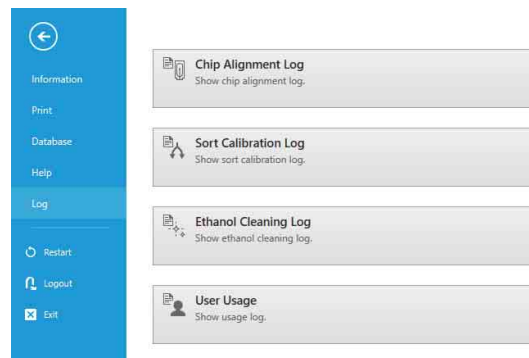 Information
Print
Database
Help
Log
Restart
Logout
Exit
Chip Alignment Log
Show chip alignment log.
Sort Calibration Log
Show sort calibration log.
Ethanol Cleaning Log
Show ethanol cleaning log.
User Usage
Show usage log.